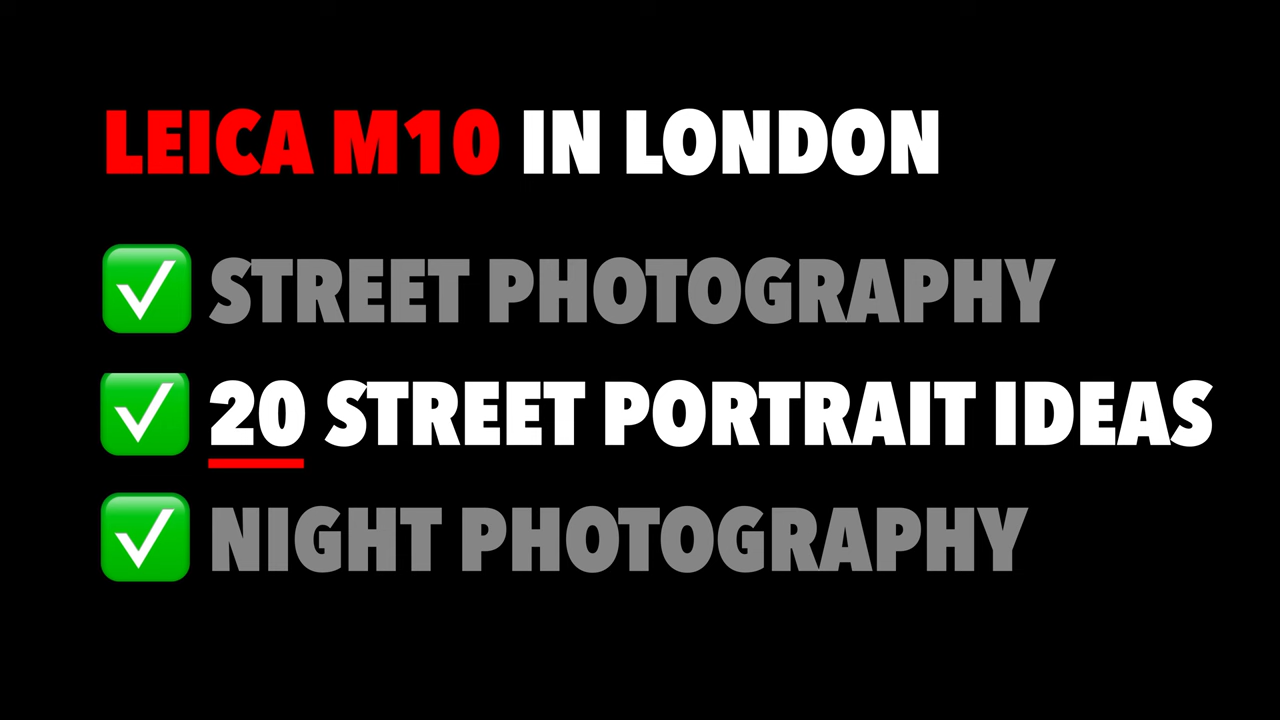 LEICA M10 IN LONDON
✅ STREET PHOTOGRAPHY
✅ 20 STREET PORTRAIT IDEAS
✅ NIGHT PHOTOGRAPHY